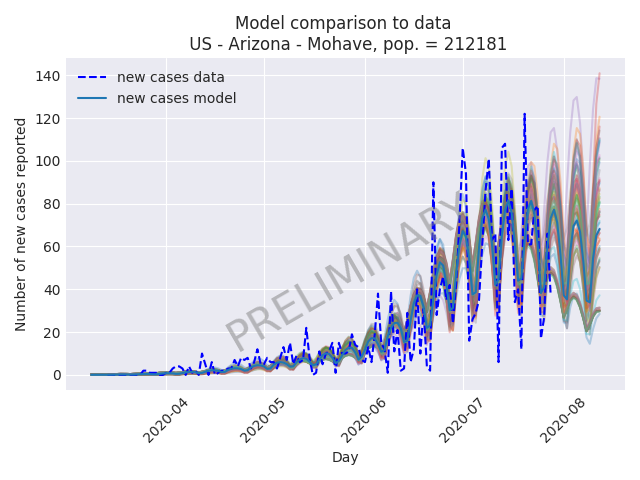 Model comparison to data
US - Arizona - Mohave, pop. = 212181
new cases data
new cases model
PRELIMINARY
Number of new cases reported
140
120
100
80
60
40
20
0
2020-04
2020-05
2020-06
2020-07
2020-08
Day